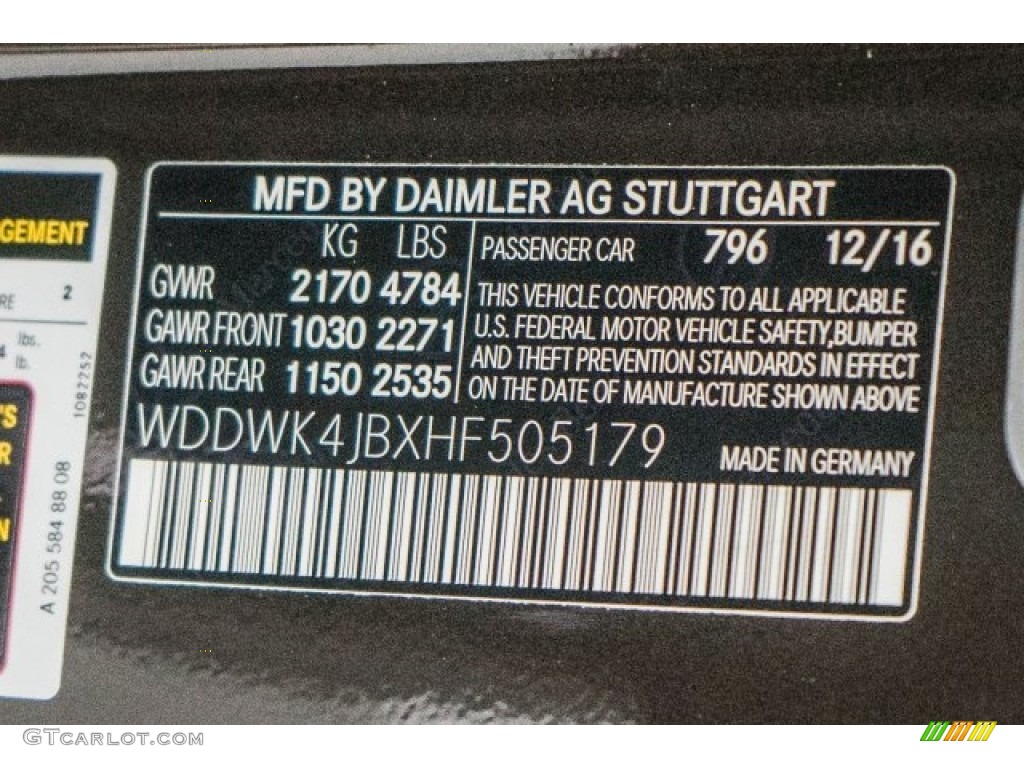 MFD BY DAIMLER AG STUTTGART
KG LBS
GVWR 2170 4784
GAWR FRONT 1030 2271
GAWR REAR 1150 2535
PASSENGER CAR 796 12/16
THIS VEHICLE CONFORMS TO ALL APPLICABLE
U.S. FEDERAL MOTOR VEHICLE SAFETY,BUMPER
AND THEFT PREVENTION STANDARDS IN EFFECT
ON THE DATE OF MANUFACTURE SHOWN ABOVE
WDDWK4JBXHF505179
MADE IN GERMANY
GEMENT
2
lbs.
lb.
1082752
A 205 584 88 08
GTCARLOT.COM